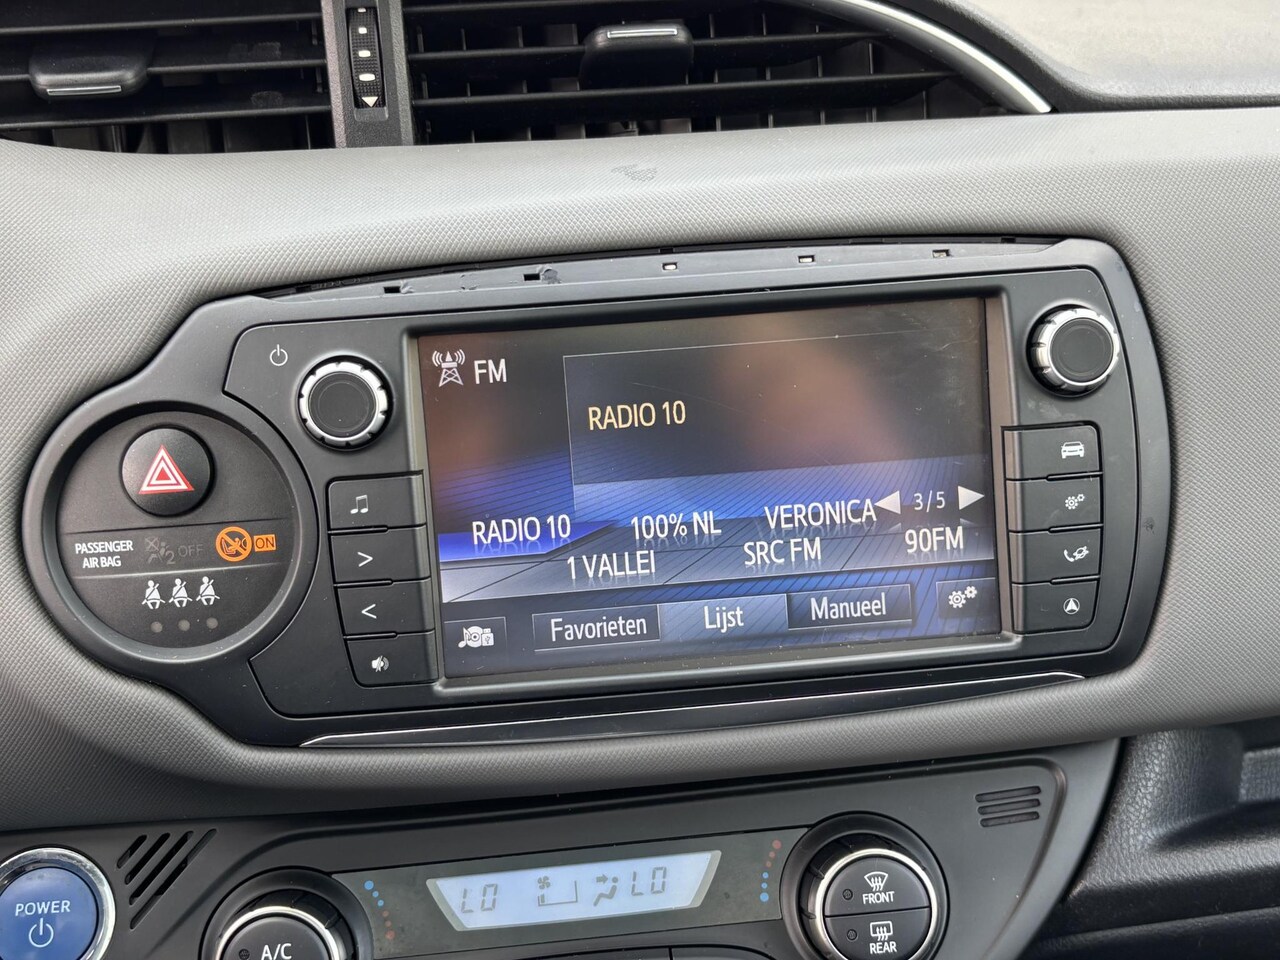 FM
RADIO 10
RADIO 10 100% NL VERONICA 3/5
1 VALLEI SRC FM 90FM
Favorieten Lijst Manueel
PASSENGER
AIR BAG
2 OFF
ON
POWER
A/C
LO LO
FRONT
REAR